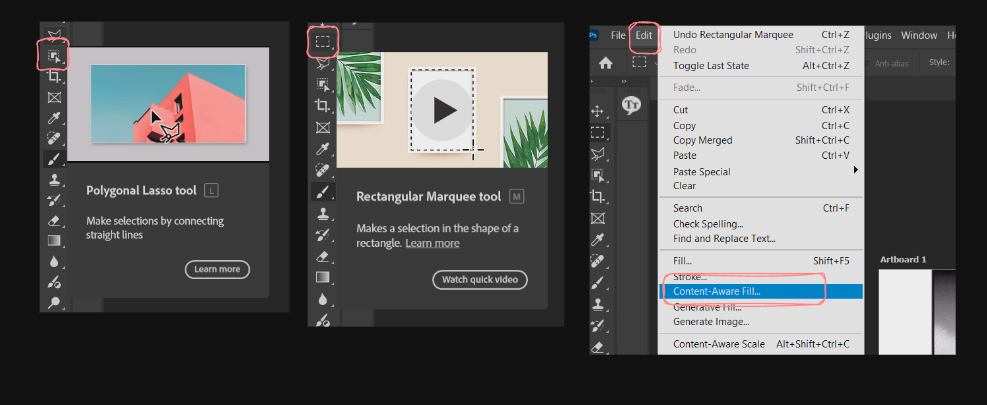 Polygonal Lasso tool L
Make selections by connecting
straight lines
Learn more
Rectangular Marquee tool M
Makes a selection in the shape of a
rectangle. Learn more
Watch quick video
Ps File Edit Plugins Window
Anti-alias Style:
Tt
Undo Rectangular Marquee Ctrl+Z
Redo Shift+Ctrl+Z
Toggle Last State Alt+Ctrl+Z
Fade... Shift+Ctrl+F
Cut Ctrl+X
Copy Ctrl+C
Copy Merged Shift+Ctrl+C
Paste Ctrl+V
Paste Special
Clear
Search Ctrl+F
Check Spelling...
Find and Replace Text...
Fill... Shift+F5
Stroke...
Content-Aware Fill...
Generative Fill...
Generate Image...
Content-Aware Scale Alt+Shift+Ctrl+C
Artboard 1